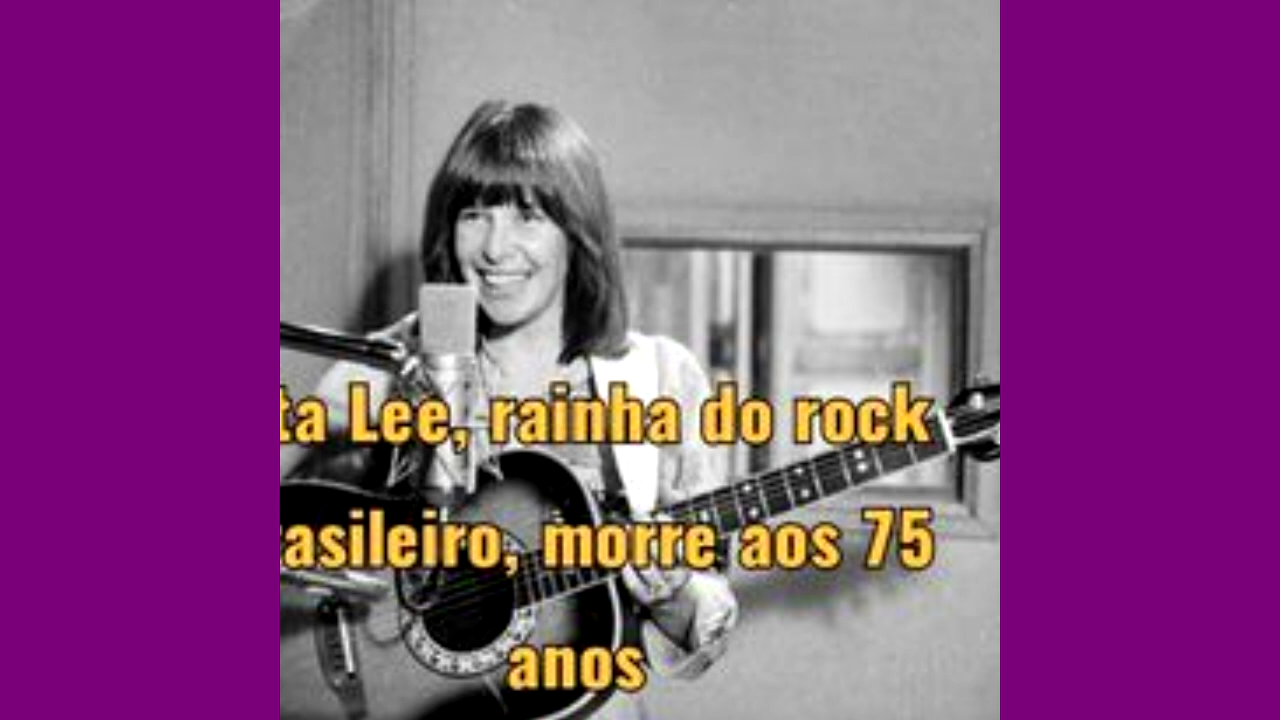 ta Lee, rainha do rock
asileiro, morre aos 75
anos